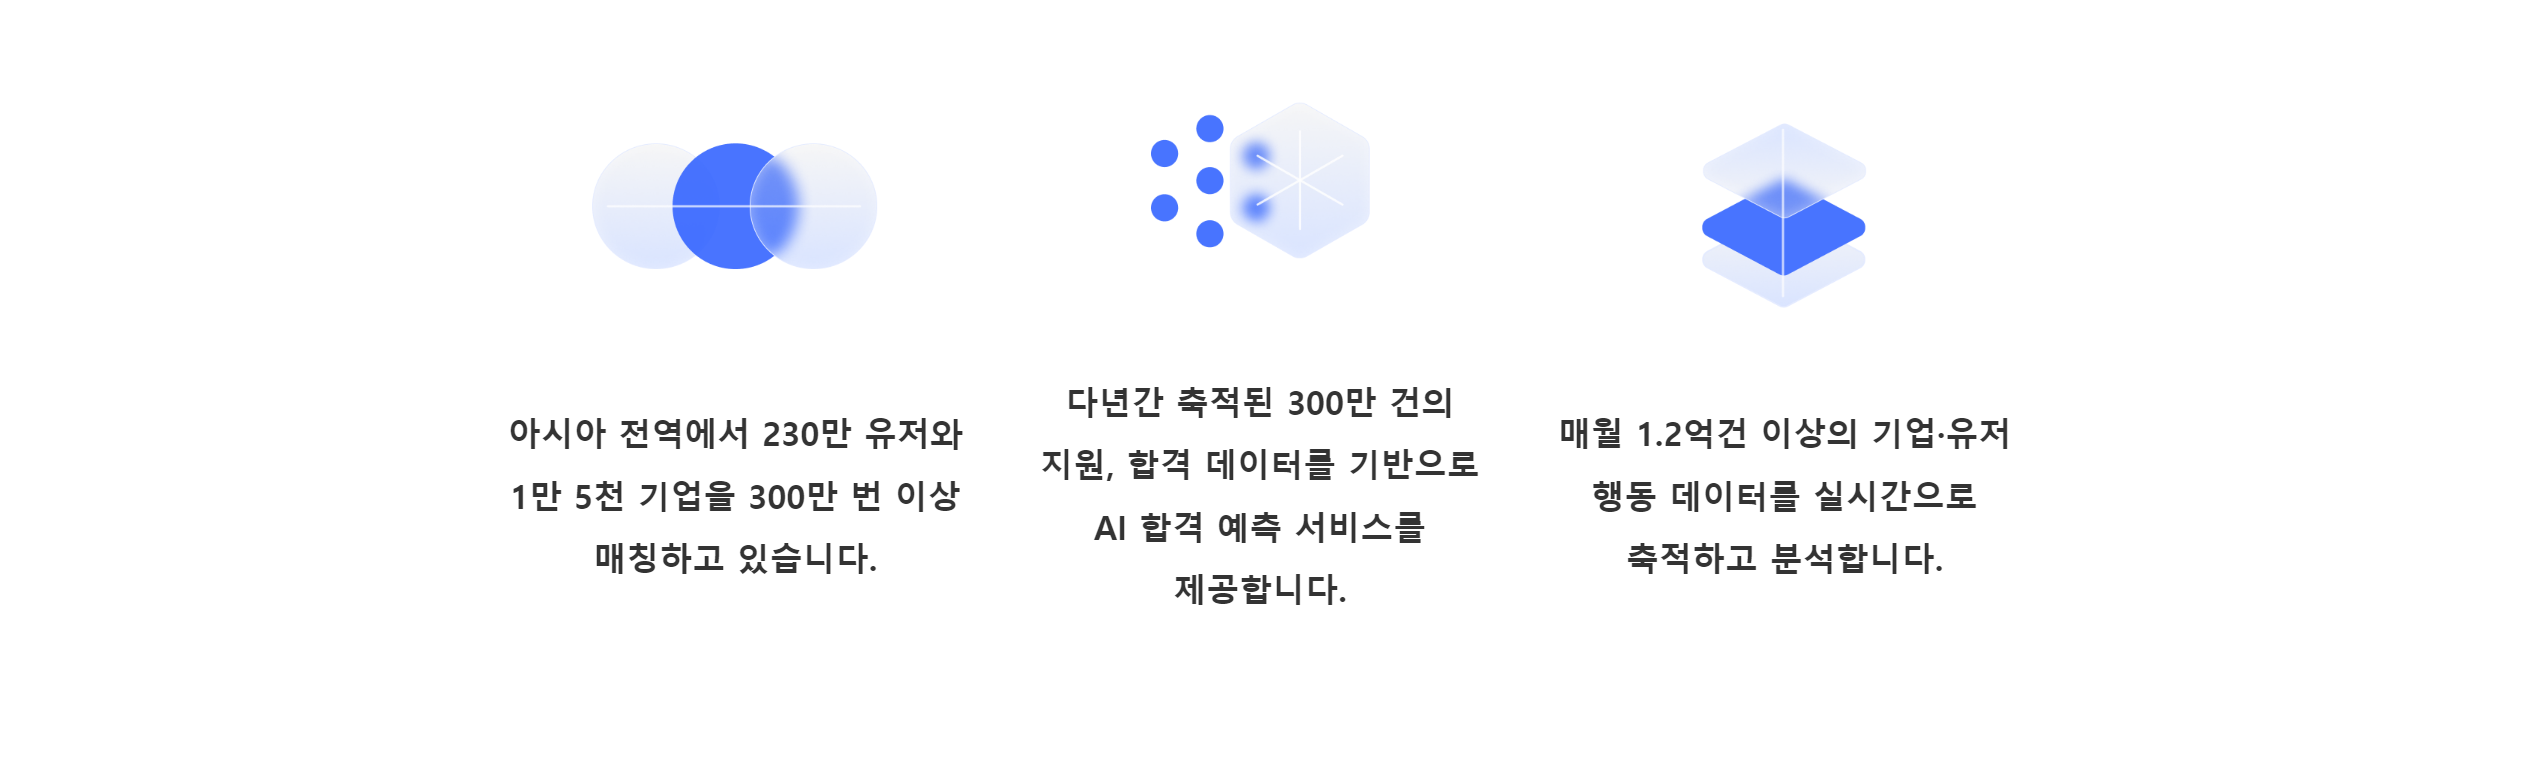 아시아 전역에서 230만 유저와
1만 5천 기업을 300만 번 이상
매칭하고 있습니다.
다년간 축적된 300만 건의
지원, 합격 데이터를 기반으로
AI 합격 예측 서비스를
제공합니다.
매월 1.2억건 이상의 기업·유저
행동 데이터를 실시간으로
축적하고 분석합니다.